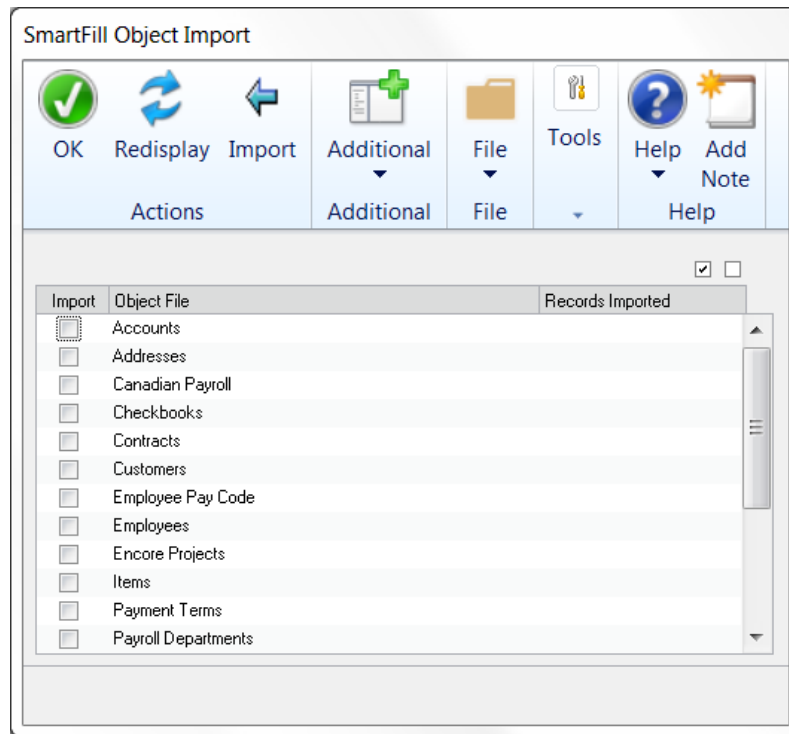 SmartFill Object Import
OK Redisplay Import Additional File Tools Help Add Note
Actions Additional File Help
Import Object File Records Imported
Accounts
Addresses
Canadian Payroll
Checkbooks
Contracts
Customers
Employee Pay Code
Employees
Encore Projects
Items
Payment Terms
Payroll Departments